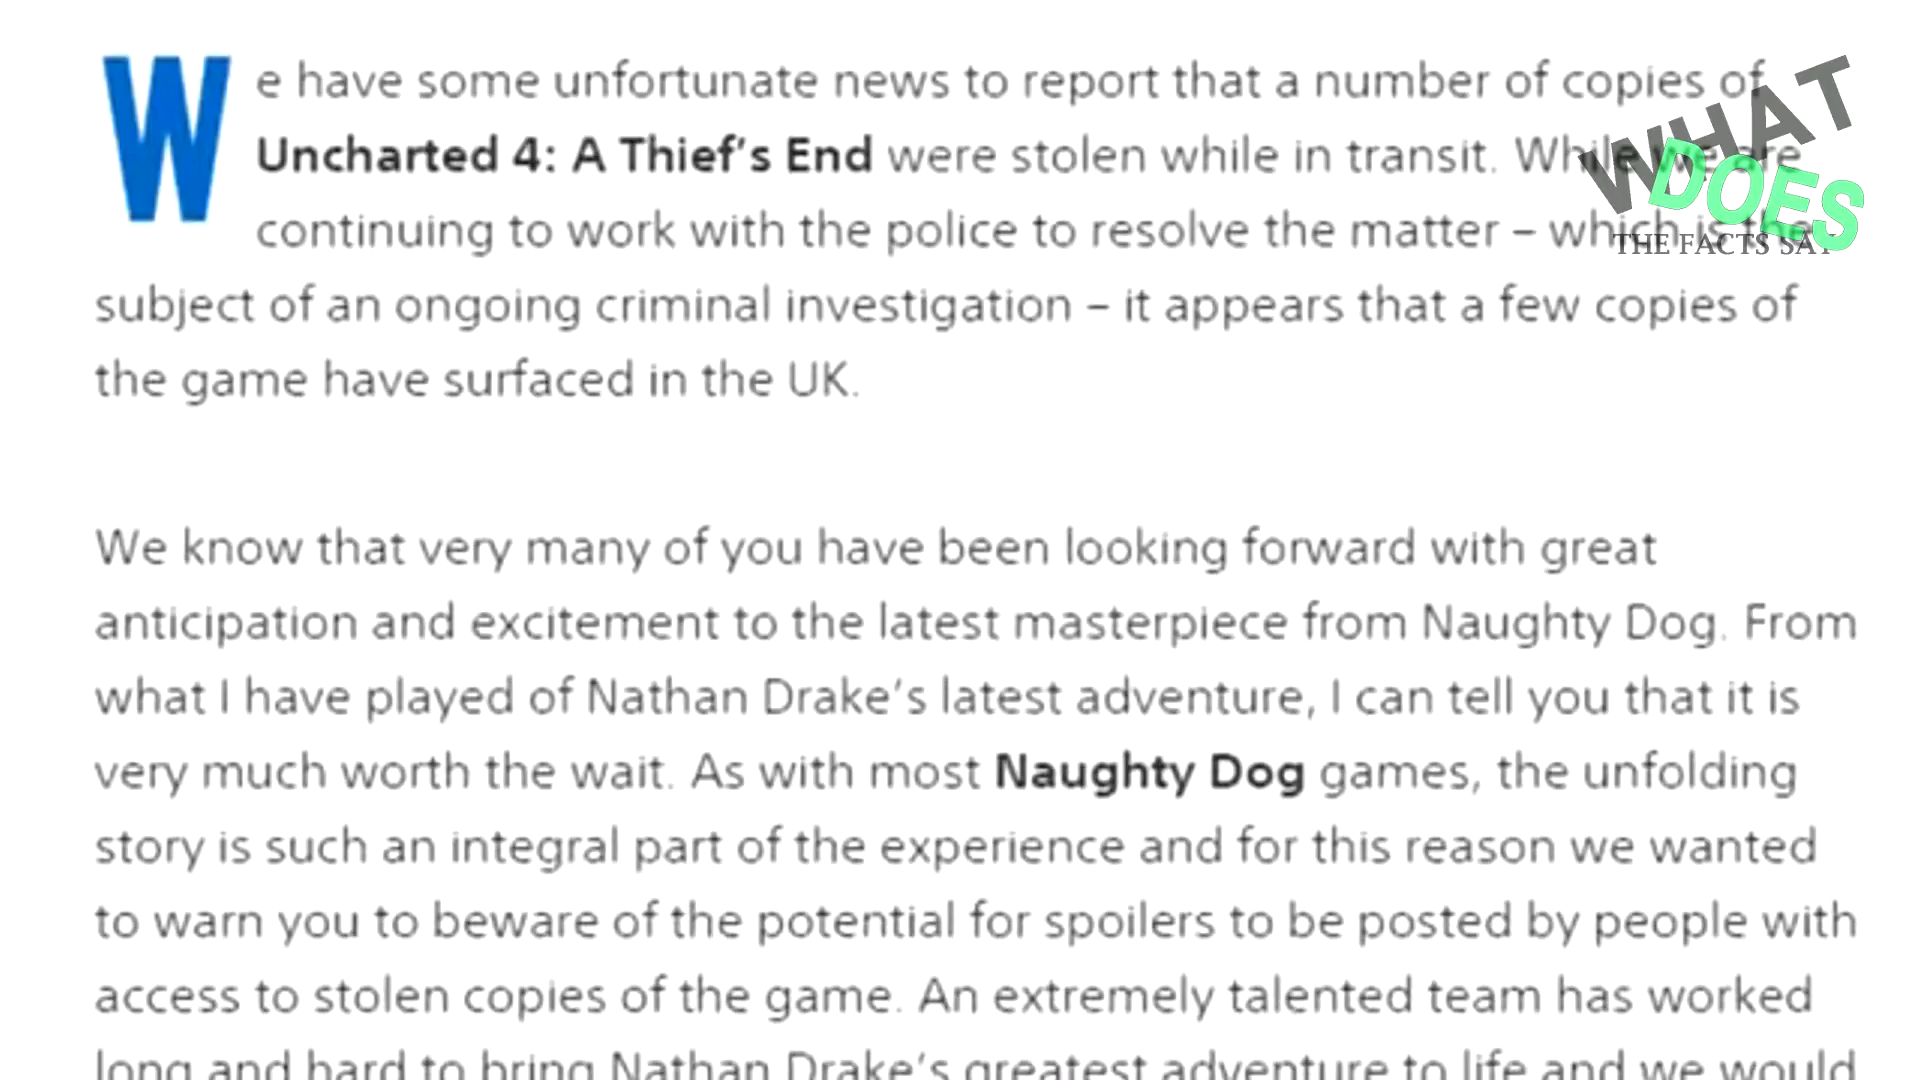 We have some unfortunate news to report that a number of copies of
Uncharted 4: A Thief's End were stolen while in transit. While we are
continuing to work with the police to resolve the matter – which is the
subject of an ongoing criminal investigation – it appears that a few copies of
the game have surfaced in the UK.
We know that very many of you have been looking forward with great
anticipation and excitement to the latest masterpiece from Naughty Dog. From
what I have played of Nathan Drake's latest adventure, I can tell you that it is
very much worth the wait. As with most Naughty Dog games, the unfolding
story is such an integral part of the experience and for this reason we wanted
to warn you to beware of the potential for spoilers to be posted by people with
access to stolen copies of the game. An extremely talented team has worked
long and hard to bring Nathan Drake's greatest adventure to life and we would
WHAT
DOES
THE FACTS SAY